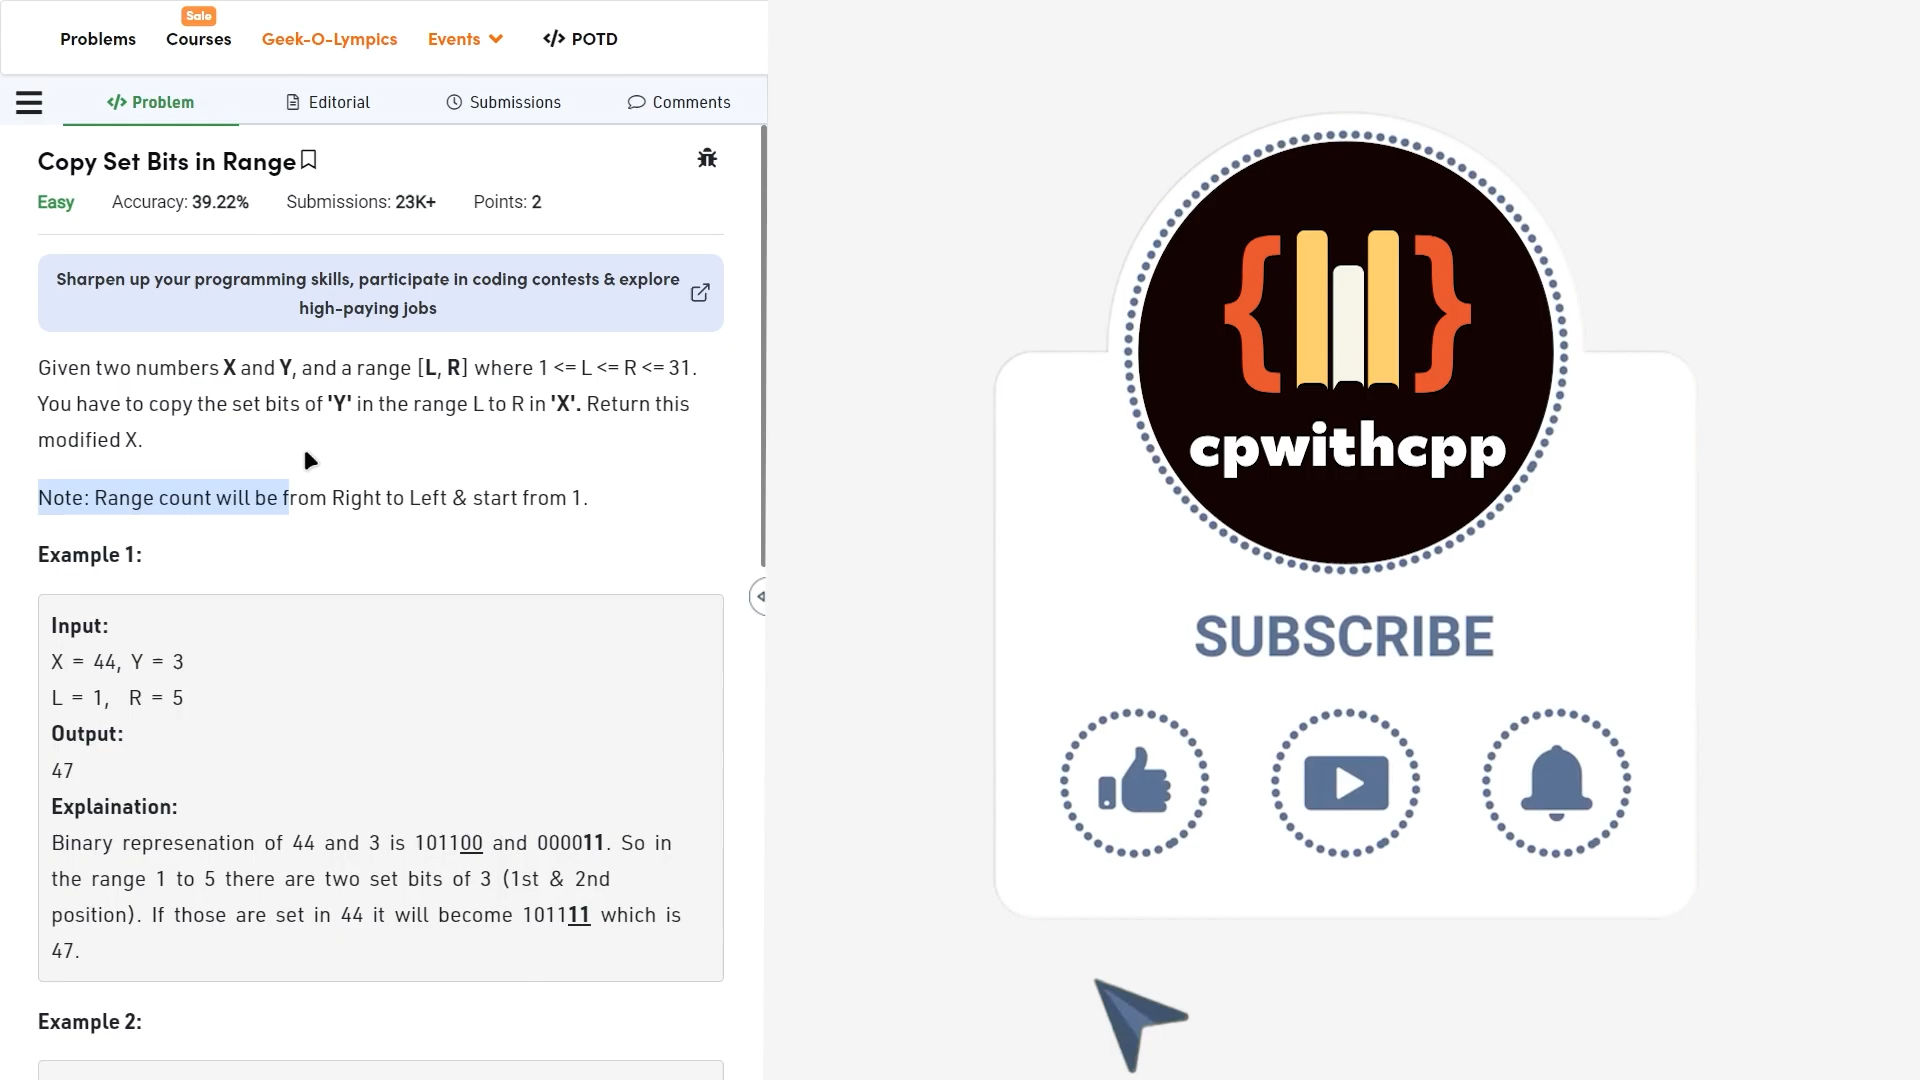 Sale
Problems Courses Geek-O-Lympics Events POTD
Problem Editorial Submissions Comments
Copy Set Bits in Range
Easy Accuracy: 39.22% Submissions: 23K+ Points: 2
Sharpen up your programming skills, participate in coding contests & explore
high-paying jobs
Given two numbers X and Y, and a range [L, R] where 1 <= L <= R <= 31.
You have to copy the set bits of 'Y' in the range L to R in 'X'. Return this
modified X.
Note: Range count will be from Right to Left & start from 1.
Example 1:
Input:
X = 44, Y = 3
L = 1, R = 5
Output:
47
Explaination:
Binary represenation of 44 and 3 is 101100 and 000011. So in
the range 1 to 5 there are two set bits of 3 (1st & 2nd
position). If those are set in 44 it will become 101111 which is
47.
Example 2:
cpwithcpp
SUBSCRIBE